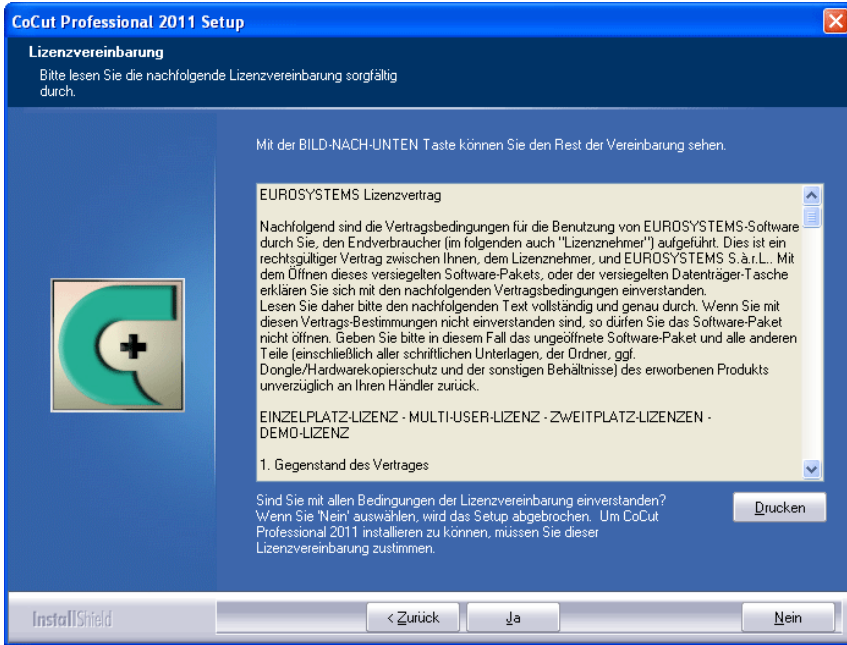 CoCut Professional 2011 Setup
Lizenzvereinbarung
Bitte lesen Sie die nachfolgende Lizenzvereinbarung sorgfältig
durch.
Mit der BILD-NACH-UNTEN Taste können Sie den Rest der Vereinbarung sehen.
EUROSYSTEMS Lizenzvertrag
Nachfolgend sind die Vertragsbedingungen für die Benutzung von EUROSYSTEMS-Software
durch Sie, den Endverbraucher (im folgenden auch "Lizenznehmer") aufgeführt. Dies ist ein
rechtsgültiger Vertrag zwischen Ihnen, dem Lizenznehmer, und EUROSYSTEMS S.à.r.L.. Mit
dem Öffnen dieses versiegelten Software-Pakets, oder der versiegelten Datenträger-Tasche
erklären Sie sich mit den nachfolgenden Vertragsbedingungen einverstanden.
Lesen Sie daher bitte den nachfolgenden Text vollständig und genau durch. Wenn Sie mit
diesen Vertrags-Bestimmungen nicht einverstanden sind, so dürfen Sie das Software-Paket
nicht öffnen. Geben Sie bitte in diesem Fall das ungeöffnete Software-Paket und alle anderen
Teile (einschließlich aller schriftlichen Unterlagen, der Ordner, ggf.
Dongle/Hardwarekopierschutz und der sonstigen Behältnisse) des erworbenen Produkts
unverzüglich an Ihren Händler zurück.
EINZELPLATZ-LIZENZ - MULTI-USER-LIZENZ - ZWEITPLATZ-LIZENZEN -
DEMO-LIZENZ
1. Gegenstand des Vertrages
Sind Sie mit allen Bedingungen der Lizenzvereinbarung einverstanden?
Wenn Sie 'Nein' auswählen, wird das Setup abgebrochen.  Um CoCut
Professional 2011 installieren zu können, müssen Sie dieser
Lizenzvereinbarung zustimmen.
Drucken
InstallShield
< Zurück
Ja
Nein